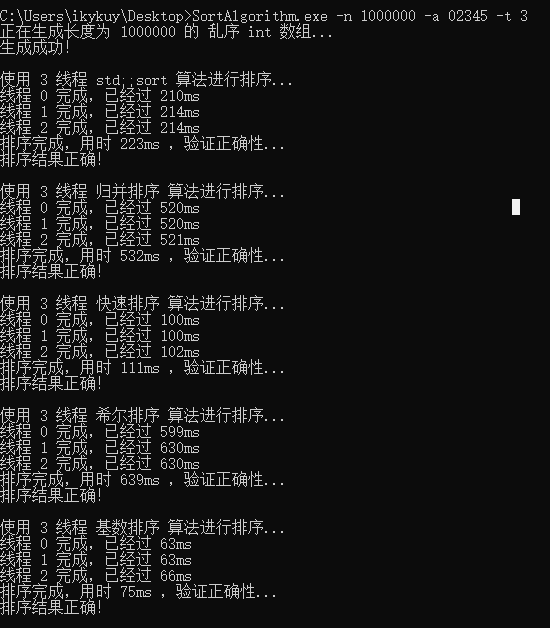 C:\Users\ikykuy\Desktop>SortAlgorithm.exe -n 1000000 -a 02345 -t 3
正在生成长度为 1000000 的 乱序 int 数组...
生成成功!
使用 3 线程 std::sort 算法进行排序...
线程 0 完成, 已经过 210ms
线程 1 完成, 已经过 214ms
线程 2 完成, 已经过 214ms
排序完成, 用时 223ms , 验证正确性...
排序结果正确!
使用 3 线程 归并排序 算法进行排序...
线程 0 完成, 已经过 520ms
线程 1 完成, 已经过 520ms
线程 2 完成, 已经过 521ms
排序完成, 用时 532ms , 验证正确性...
排序结果正确!
使用 3 线程 快速排序 算法进行排序...
线程 0 完成, 已经过 100ms
线程 1 完成, 已经过 100ms
线程 2 完成, 已经过 102ms
排序完成, 用时 111ms , 验证正确性...
排序结果正确!
使用 3 线程 希尔排序 算法进行排序...
线程 0 完成, 已经过 599ms
线程 1 完成, 已经过 630ms
线程 2 完成, 已经过 630ms
排序完成, 用时 639ms , 验证正确性...
排序结果正确!
使用 3 线程 基数排序 算法进行排序...
线程 0 完成, 已经过 63ms
线程 1 完成, 已经过 63ms
线程 2 完成, 已经过 66ms
排序完成, 用时 75ms , 验证正确性...
排序结果正确!